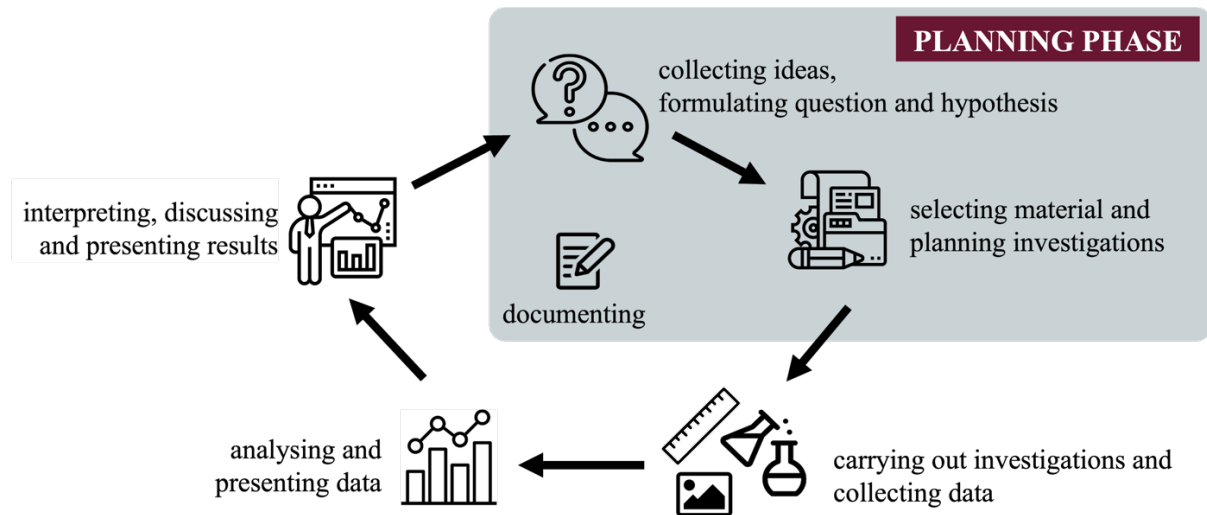 PLANNING PHASE
collecting ideas,
formulating question and hypothesis
selecting material and
planning investigations
interpreting, discussing
and presenting results
documenting
analysing and
presenting data
carrying out investigations and
collecting data